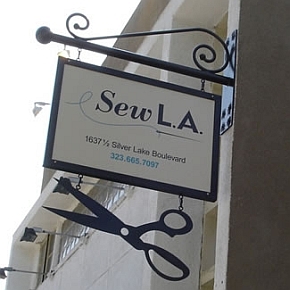 Sew L.A.
1637½ Silver Lake Boulevard
323.665.7097